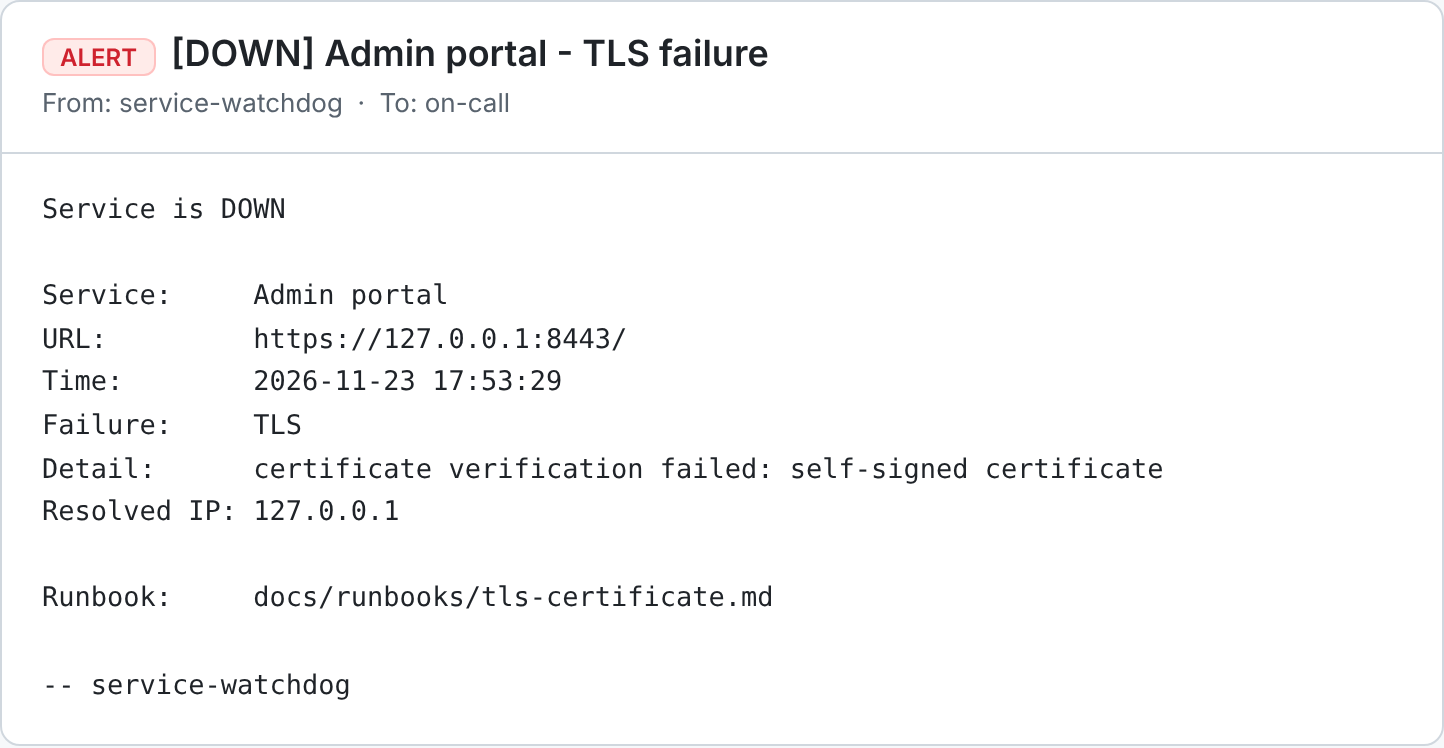 ALERT [DOWN] Admin portal - TLS failure
From: service-watchdog · To: on-call
Service is DOWN
Service: Admin portal
URL: https://127.0.0.1:8443/
Time: 2026-11-23 17:53:29
Failure: TLS
Detail: certificate verification failed: self-signed certificate
Resolved IP: 127.0.0.1
Runbook: docs/runbooks/tls-certificate.md
-- service-watchdog